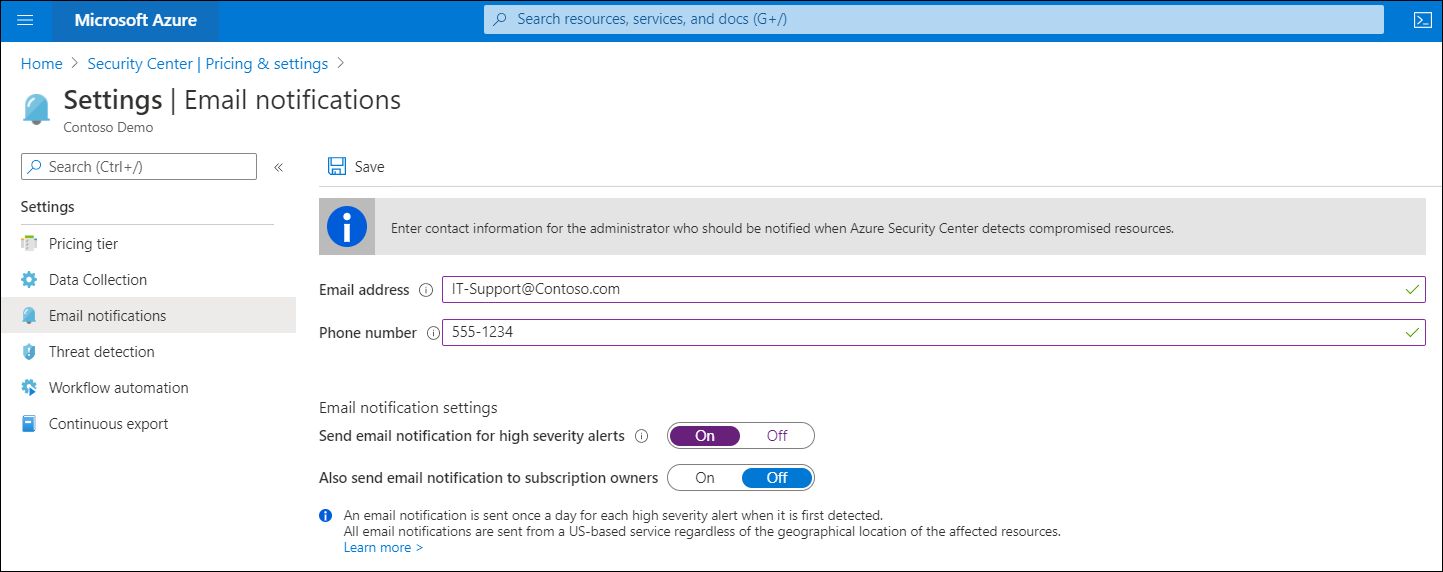 Microsoft Azure
Search resources, services, and docs (G+/)
Home > Security Center | Pricing & settings >
Settings | Email notifications
Contoso Demo
Search (Ctrl+/)
«
Save
Settings
Pricing tier
Data Collection
Email notifications
Threat detection
Workflow automation
Continuous export
Enter contact information for the administrator who should be notified when Azure Security Center detects compromised resources.
Email address IT-Support@Contoso.com
Phone number 555-1234
Email notification settings
Send email notification for high severity alerts On Off
Also send email notification to subscription owners On Off
An email notification is sent once a day for each high severity alert when it is first detected.
All email notifications are sent from a US-based service regardless of the geographical location of the affected resources.
Learn more >